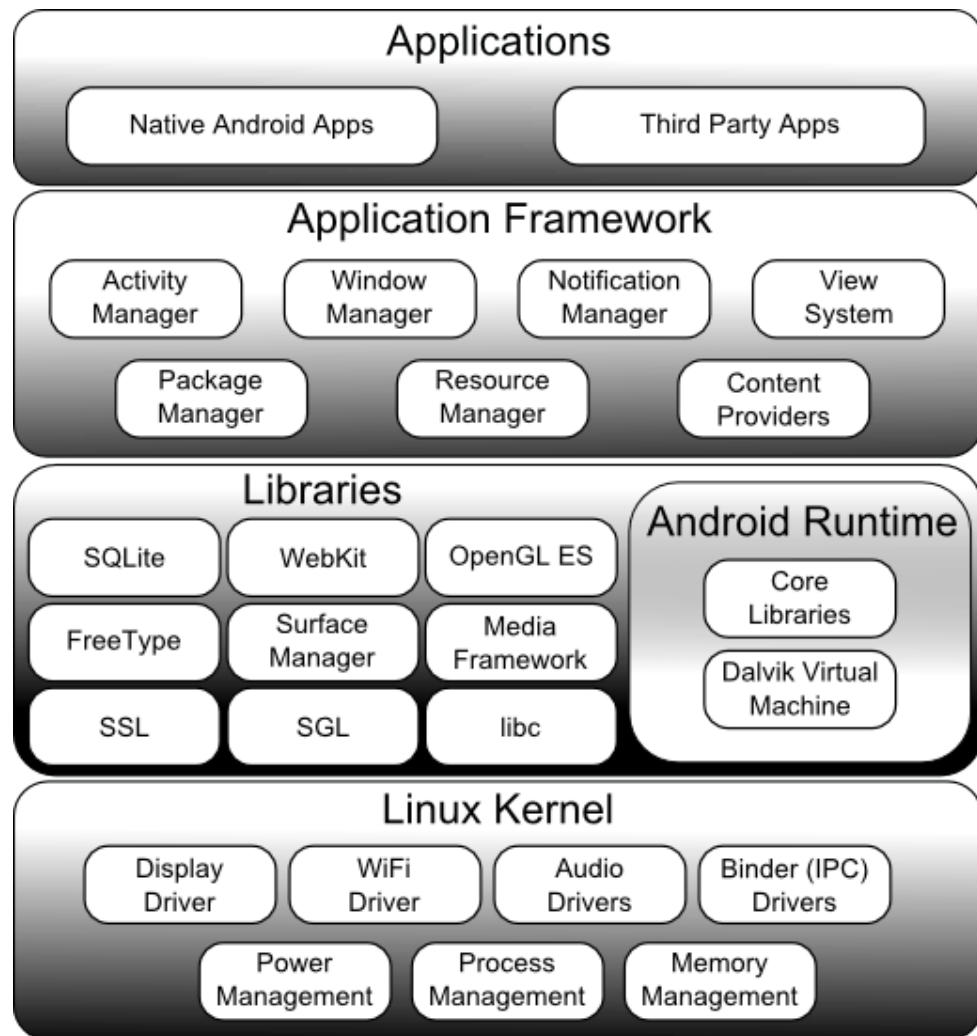 Applications
Native Android Apps
Third Party Apps
Application Framework
Activity
Manager
Window
Manager
Notification
Manager
View
System
Package
Manager
Resource
Manager
Content
Providers
Libraries
SQLite
WebKit
OpenGL ES
FreeType
Surface
Manager
Media
Framework
SSL
SGL
libc
Android Runtime
Core
Libraries
Dalvik Virtual
Machine
Linux Kernel
Display
Driver
WiFi
Driver
Audio
Drivers
Binder (IPC)
Drivers
Power
Management
Process
Management
Memory
Management